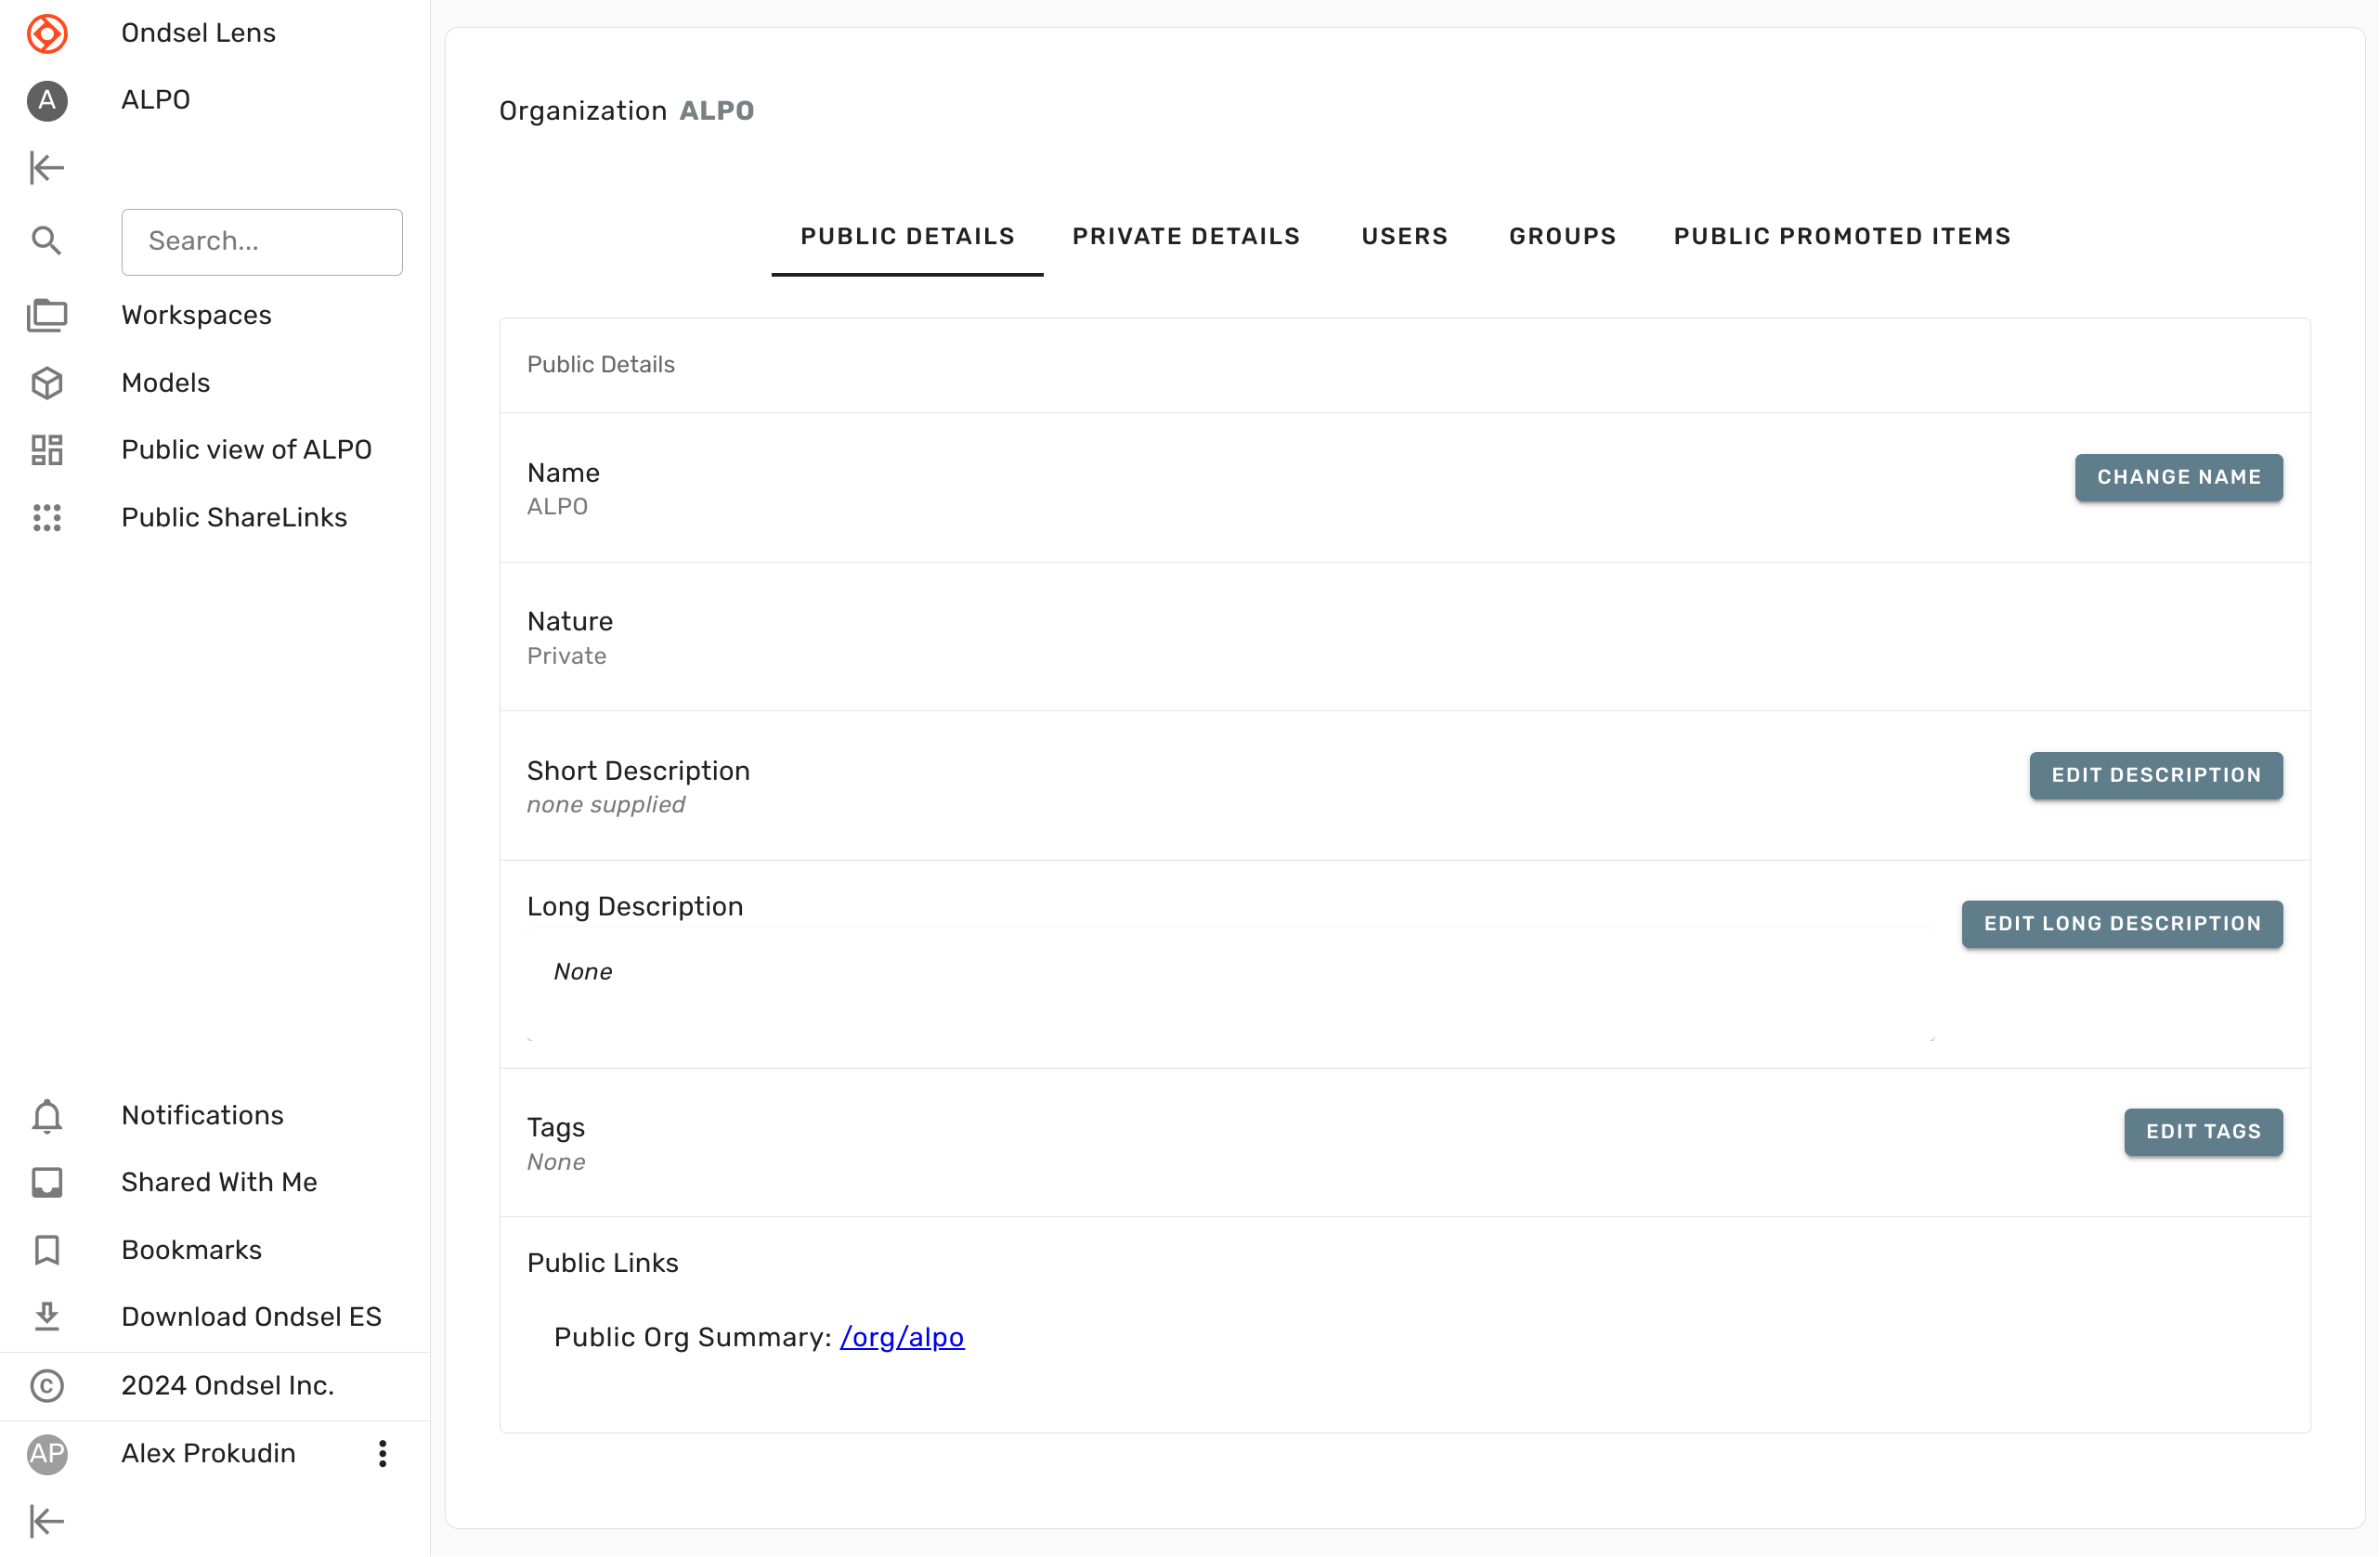 Ondsel Lens
A
ALPO
Search...
Workspaces
Models
Public view of ALPO
Public ShareLinks
Notifications
Shared With Me
Bookmarks
Download Ondsel ES
© 2024 Ondsel Inc.
AP
Alex Prokudin
Organization ALPO
PUBLIC DETAILS
PRIVATE DETAILS
USERS
GROUPS
PUBLIC PROMOTED ITEMS
Public Details
Name
ALPO
CHANGE NAME
Nature
Private
Short Description
none supplied
EDIT DESCRIPTION
Long Description
None
EDIT LONG DESCRIPTION
Tags
None
EDIT TAGS
Public Links
Public Org Summary: /org/alpo